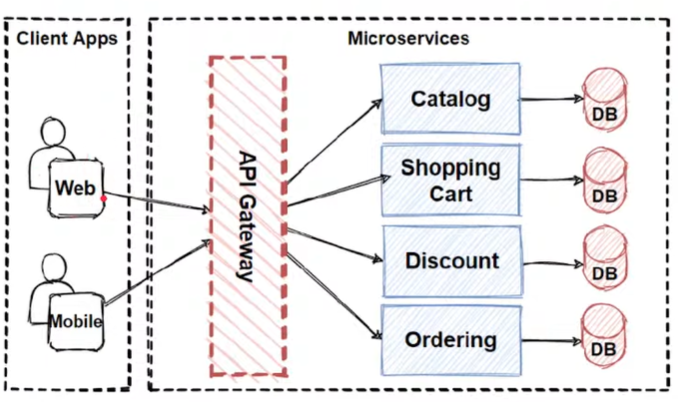 Client Apps
Microservices
Web
Mobile
API Gateway
Catalog
DB
Shopping
Cart
DB
Discount
DB
Ordering
DB